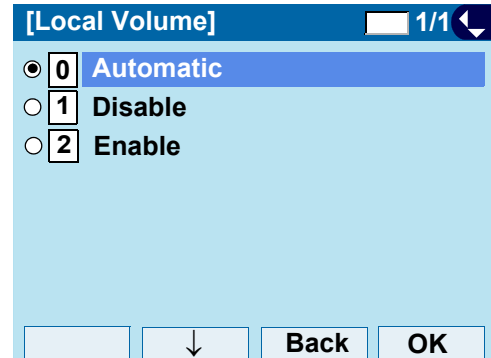 [Local Volume] 1/1
0 Automatic
1 Disable
2 Enable
↓ Back OK